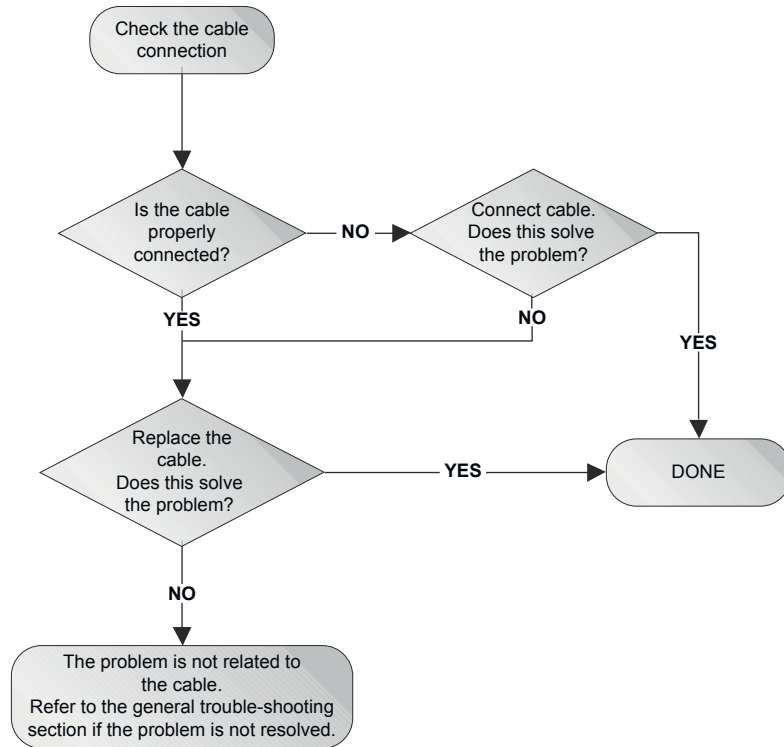 Check the cable
connection
Is the cable
properly
connected?
NO
Connect cable.
Does this solve
the problem?
YES
NO
YES
Replace the
cable.
Does this solve
the problem?
YES
DONE
NO
The problem is not related to
the cable.
Refer to the general trouble-shooting
section if the problem is not resolved.